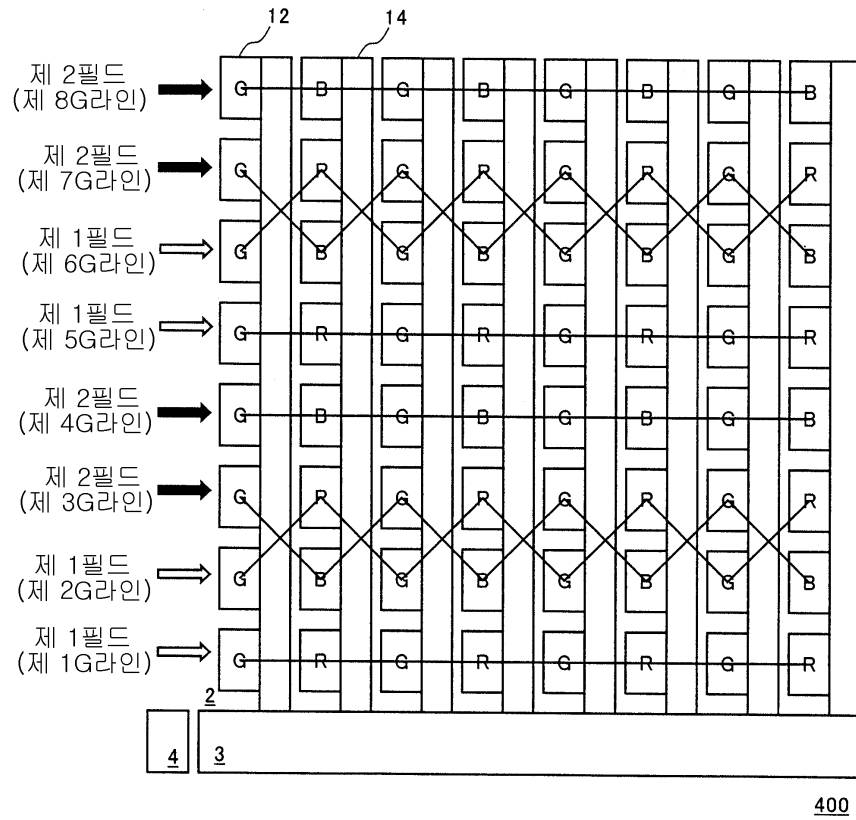 12 14
제 2필드
(제 8G라인)
G B G B G B G B
제 2필드
(제 7G라인)
G R G R G R G R
제 1필드
(제 6G라인)
G B G B G B G B
제 1필드
(제 5G라인)
G R G R G R G R
제 2필드
(제 4G라인)
G B G B G B G B
제 2필드
(제 3G라인)
G R G R G R G R
제 1필드
(제 2G라인)
G B G B G B G B
제 1필드
(제 1G라인)
G R G R G R G R
2
4 3
400